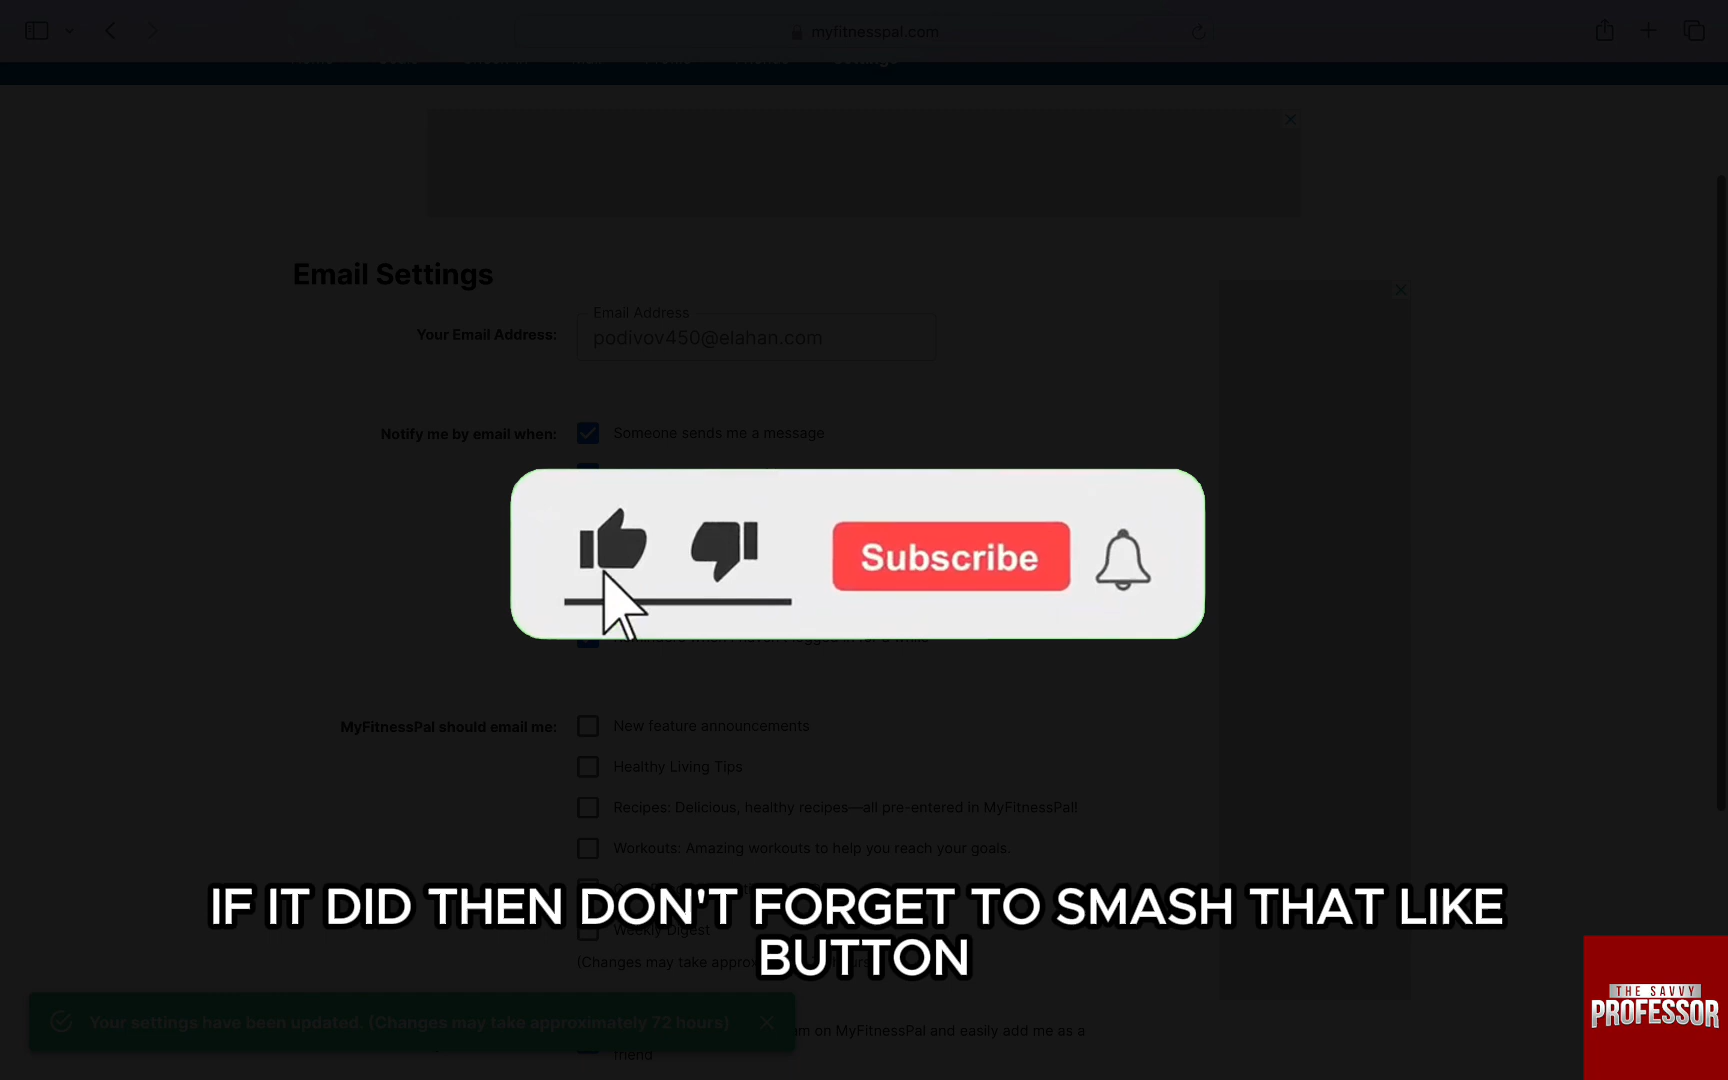 myfitnesspal.com
Settings
Email Settings
Email Address
Your Email Address:
podivov450@elahan.com
Notify me by email when:
Someone sends me a message
Subscribe
MyFitnessPal should email me:
New feature announcements
Healthy Living Tips
Recipes: Delicious, healthy recipes—all pre-entered in MyFitnessPal!
Workouts: Amazing workouts to help you reach your goals.
IF IT DID THEN DON'T FORGET TO SMASH THAT LIKE
BUTTON
Weekly Digest
(Changes may take
Your settings have been updated. (Changes may take approximately 72 hours)
on MyFitnessPal and easily add me as a
friend
THE SAVVY
PROFESSOR